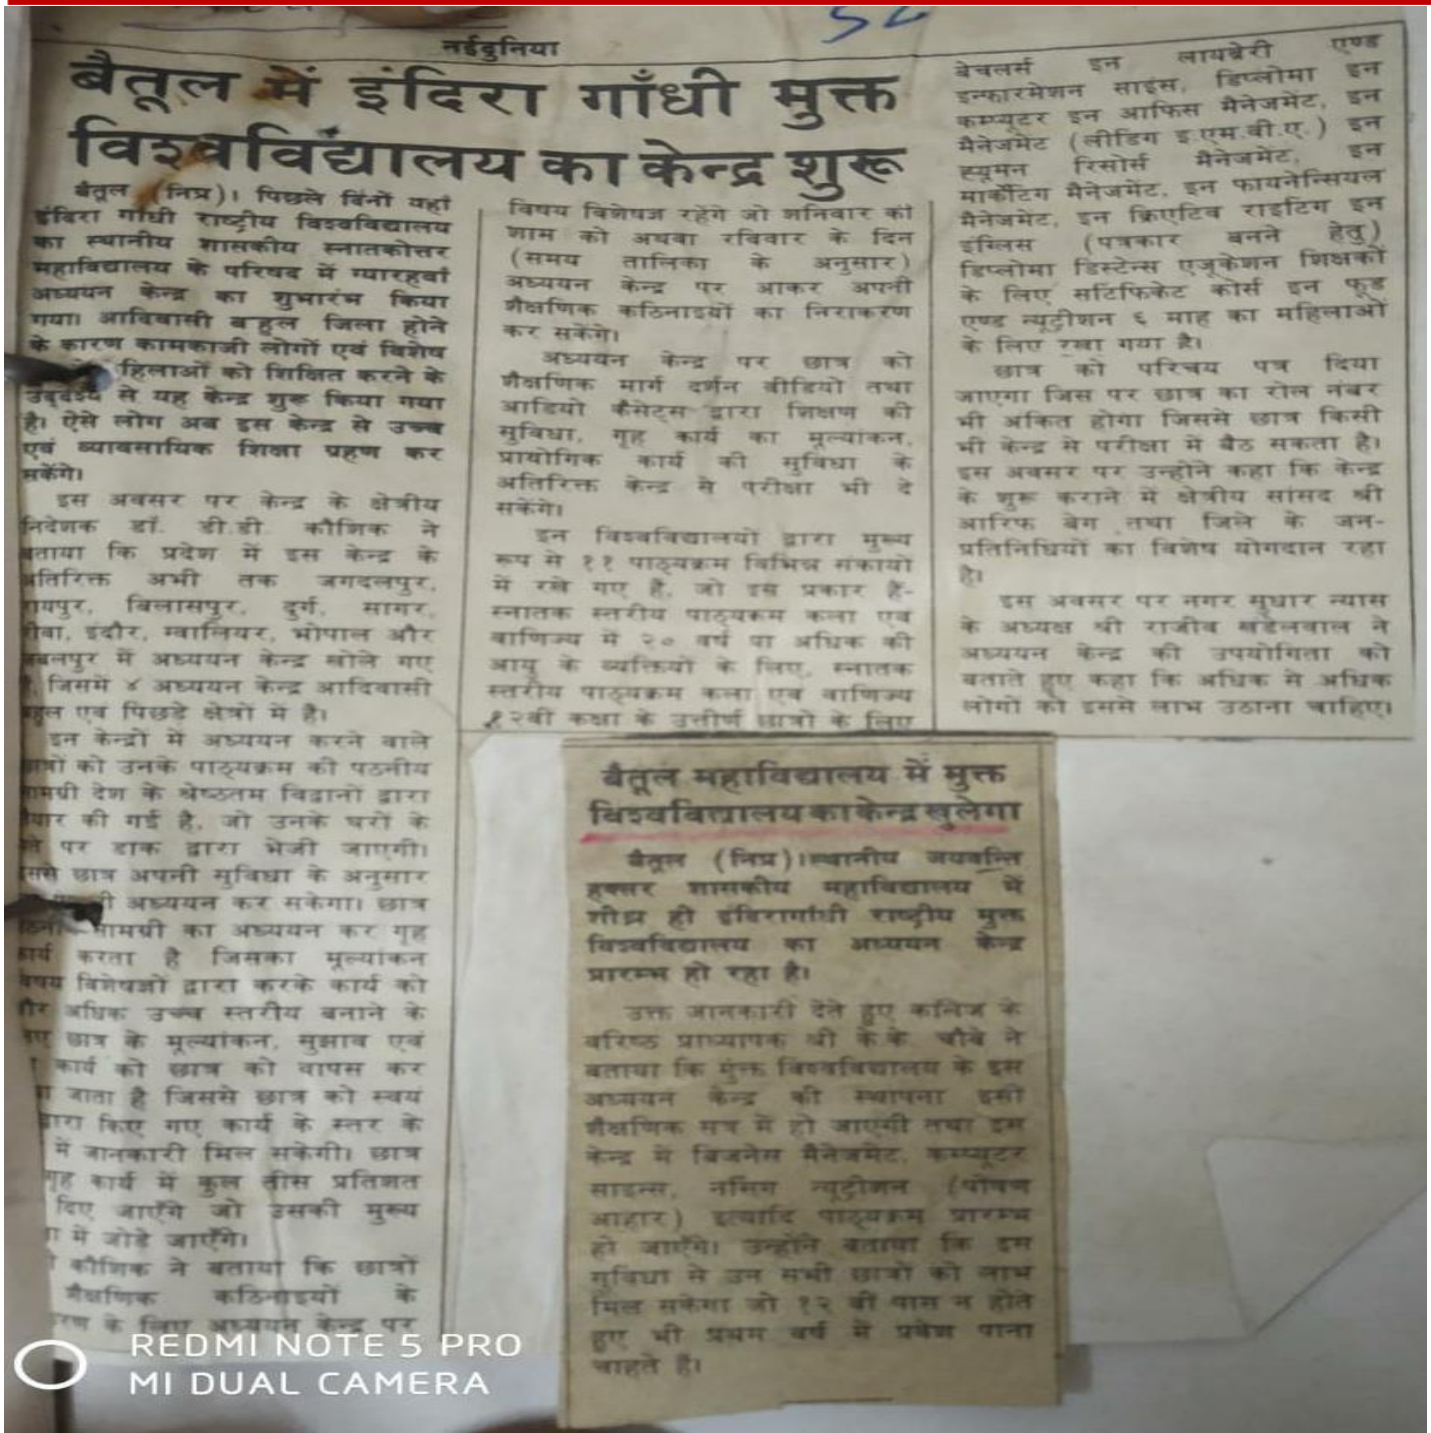 नईदुनिया
बैतूल में इंदिरा गाँधी मुक्त
विश्वविद्यालय का केन्द्र शुरू
बैतूल (निप्र)। पिछले दिनों यहाँ
इंदिरा गांधी राष्ट्रीय विश्वविद्यालय
का स्थानीय शासकीय स्नातकोत्तर
महाविद्यालय के परिषद में ग्यारहवां
अध्ययन केन्द्र का शुभारंभ किया
गया। आदिवासी बहुल जिला होने
के कारण कामकाजी लोगों एवं विशेष
हिलाओं को शिक्षित करने के
उद्देश्य से यह केन्द्र शुरू किया गया
है। ऐसे लोग अब इस केन्द्र से उच्च
एवं व्यावसायिक शिक्षा ग्रहण कर
सकेंगे।
इस अवसर पर केन्द्र के क्षेत्रीय
निदेशक डॉ. डी.डी. कौशिक ने
बताया कि प्रदेश में इस केन्द्र के
अतिरिक्त अभी तक जगदलपुर,
रायपुर, बिलासपुर, दुर्ग, सागर,
रीवा, इंदौर, ग्वालियर, भोपाल और
जबलपुर में अध्ययन केन्द्र खोले गए
जिसमें ४ अध्ययन केन्द्र आदिवासी
बहुल एवं पिछडे क्षेत्रों में है।
इन केन्द्रों में अध्ययन करने वाले
छात्रों को उनके पाठ्यक्रम की पठनीय
सामग्री देश के श्रेष्ठतम विद्वानों द्वारा
तैयार की गई है, जो उनके घरों के
पते पर डाक द्वारा भेजी जाएगी।
छात्र अपनी सुविधा के अनुसार
अध्ययन कर सकेगा। छात्र
सामग्री का अध्ययन कर गृह
कार्य करता है जिसका मूल्यांकन
विषय विशेषज्ञों द्वारा करके कार्य को
और अधिक उच्च स्तरीय बनाने के
लिए छात्र के मूल्यांकन, सुझाव एवं
कार्य को छात्र को वापस कर
जाता है जिससे छात्र को स्वयं
द्वारा किए गए कार्य के स्तर के
में जानकारी मिल सकेगी। छात्र
गृह कार्य में कुल तीस प्रतिशत
दिए जाएँगे जो उसकी मुख्य
में जोडे जाएँगे।
कौशिक ने बताया कि छात्रों
शैक्षणिक कठिनाइयों के
के लिए अध्ययन केन्द्र पर
विषय विशेषज्ञ रहेंगे जो शनिवार की
शाम को अथवा रविवार के दिन
(समय तालिका के अनुसार)
अध्ययन केन्द्र पर आकर अपनी
शैक्षणिक कठिनाइयों का निराकरण
कर सकेंगे।
अध्ययन केन्द्र पर छात्र को
शैक्षणिक मार्ग दर्शन वीडियो तथा
आडियो कैसेट्स द्वारा शिक्षण की
सुविधा, गृह कार्य का मूल्यांकन,
प्रायोगिक कार्य की सुविधा के
अतिरिक्त केन्द्र से परीक्षा भी दे
सकेंगे।
इन विश्वविद्यालयों द्वारा मुख्य
रूप से ११ पाठ्यक्रम विभिन्न संकायों
में रखे गए है, जो इस प्रकार हैं-
स्नातक स्तरीय पाठ्यक्रम कला एवं
वाणिज्य में २० वर्ष या अधिक की
आयु के व्यक्तियों के लिए, स्नातक
स्तरीय पाठ्यक्रम कला एवं वाणिज्य
१२वीं कक्षा के उत्तीर्ण छात्रों के लिए
बेचलर्स इन लायब्रेरी एण्ड
इन्फारमेशन साइंस, डिप्लोमा इन
कम्प्यूटर इन आफिस मैनेजमेंट, इन
मैनेजमेंट (लीडिंग इ.एम.बी.ए.) इन
ह्यूमन रिसोर्स मैनेजमेंट, इन
मार्केटिंग मैनेजमेंट, इन फायनेन्सियल
मैनेजमेंट, इन क्रिएटिव राइटिंग इन
इंग्लिस (पत्रकार बनने हेतु)
डिप्लोमा डिस्टेन्स एजूकेशन शिक्षकों
के लिए सर्टिफिकेट कोर्स इन फूड
एण्ड न्यूट्रीशन ६ माह का महिलाओं
के लिए रखा गया है।
छात्र को परिचय पत्र दिया
जाएगा जिस पर छात्र का रोल नंबर
भी अंकित होगा जिससे छात्र किसी
भी केन्द्र से परीक्षा में बैठ सकता है।
इस अवसर पर उन्होंने कहा कि केन्द्र
के शुरू कराने में क्षेत्रीय सांसद श्री
आरिफ बेग तथा जिले के जन-
प्रतिनिधियों का विशेष योगदान रहा
है।
इस अवसर पर नगर सुधार न्यास
के अध्यक्ष श्री राजीव खंडेलवाल ने
अध्ययन केन्द्र की उपयोगिता को
बताते हुए कहा कि अधिक से अधिक
लोगों को इससे लाभ उठाना चाहिए।
बैतूल महाविद्यालय में मुक्त
विश्वविद्यालय का केन्द्र खुलेगा
बैतूल (निप्र)। स्थानीय जयवन्ति
हक्सर शासकीय महाविद्यालय में
शीघ्र ही इंदिरागांधी राष्ट्रीय मुक्त
विश्वविद्यालय का अध्ययन केन्द्र
प्रारम्भ हो रहा है।
उक्त जानकारी देते हुए कॉलेज के
वरिष्ठ प्राध्यापक श्री के.के. चौबे ने
बताया कि मुक्त विश्वविद्यालय के इस
अध्ययन केन्द्र की स्थापना इसी
शैक्षणिक सत्र में हो जाएगी तथा इस
केन्द्र में बिजनेस मैनेजमेंट, कम्प्यूटर
साइन्स, नर्सिंग न्यूट्रीशन (पोषण
आहार) इत्यादि पाठ्यक्रम प्रारम्भ
हो जाएँगे। उन्होंने बताया कि इस
सुविधा से उन सभी छात्रों को लाभ
मिल सकेगा जो १२ वीं पास न होते
हुए भी प्रथम वर्ष में प्रवेश पाना
चाहते हैं।
REDMI NOTE 5 PRO
MI DUAL CAMERA